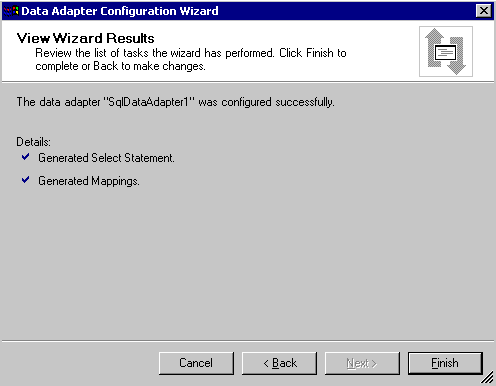 Data Adapter Configuration Wizard
View Wizard Results
Review the list of tasks the wizard has performed. Click Finish to
complete or Back to make changes.
The data adapter "SqlDataAdapter1" was configured successfully.
Details:
Generated Select Statement.
Generated Mappings.
Cancel
< Back
Next >
Finish